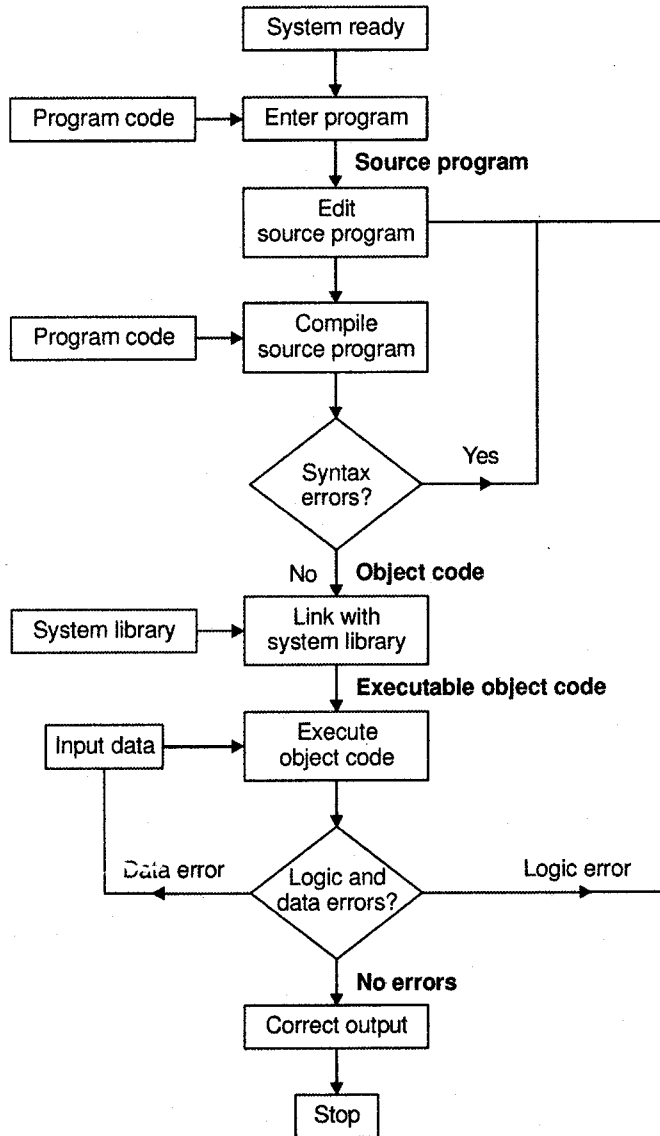 System ready
Program code
Enter program
Source program
Edit
source program
Program code
Compile
source program
Syntax
errors?
Yes
No
Object code
System library
Link with
system library
Executable object code
Input data
Execute
object code
Data error
Logic and
data errors?
Logic error
No errors
Correct output
Stop